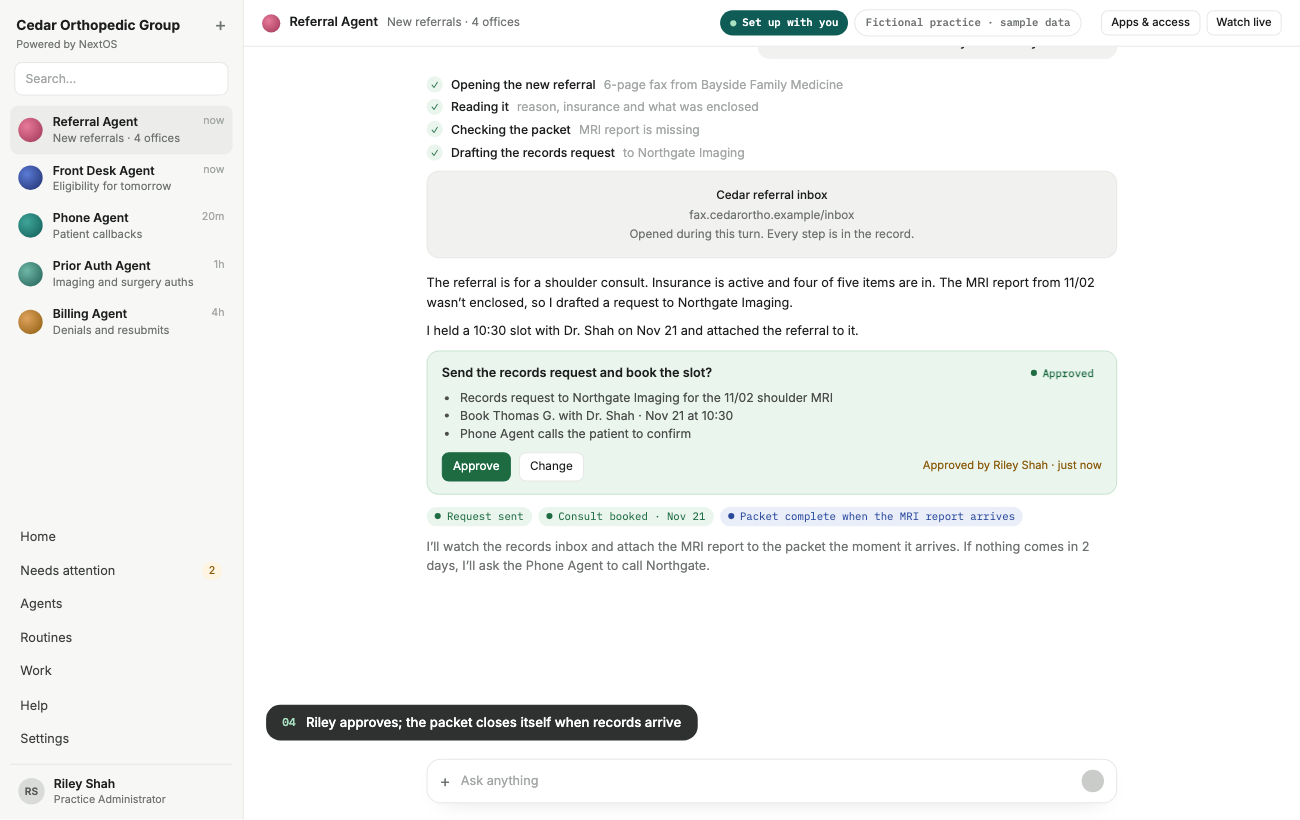 Cedar Orthopedic Group
+
Powered by NextOS
Search...
Referral Agent
now
New referrals · 4 offices
Front Desk Agent
now
Eligibility for tomorrow
Phone Agent
20m
Patient callbacks
Prior Auth Agent
1h
Imaging and surgery auths
Billing Agent
4h
Denials and resubmits
Home
Needs attention
2
Agents
Routines
Work
Help
Settings
RS
Riley Shah
Practice Administrator
Referral Agent New referrals · 4 offices
Set up with you
Fictional practice · sample data
Apps & access
Watch live
Opening the new referral 6-page fax from Bayside Family Medicine
Reading it reason, insurance and what was enclosed
Checking the packet MRI report is missing
Drafting the records request to Northgate Imaging
Cedar referral inbox
fax.cedarortho.example/inbox
Opened during this turn. Every step is in the record.
The referral is for a shoulder consult. Insurance is active and four of five items are in. The MRI report from 11/02
wasn’t enclosed, so I drafted a request to Northgate Imaging.
I held a 10:30 slot with Dr. Shah on Nov 21 and attached the referral to it.
Send the records request and book the slot?
Approved
• Records request to Northgate Imaging for the 11/02 shoulder MRI
• Book Thomas G. with Dr. Shah · Nov 21 at 10:30
• Phone Agent calls the patient to confirm
Approve
Change
Approved by Riley Shah · just now
Request sent
Consult booked · Nov 21
Packet complete when the MRI report arrives
I’ll watch the records inbox and attach the MRI report to the packet the moment it arrives. If nothing comes in 2
days, I’ll ask the Phone Agent to call Northgate.
04 Riley approves; the packet closes itself when records arrive
+ Ask anything